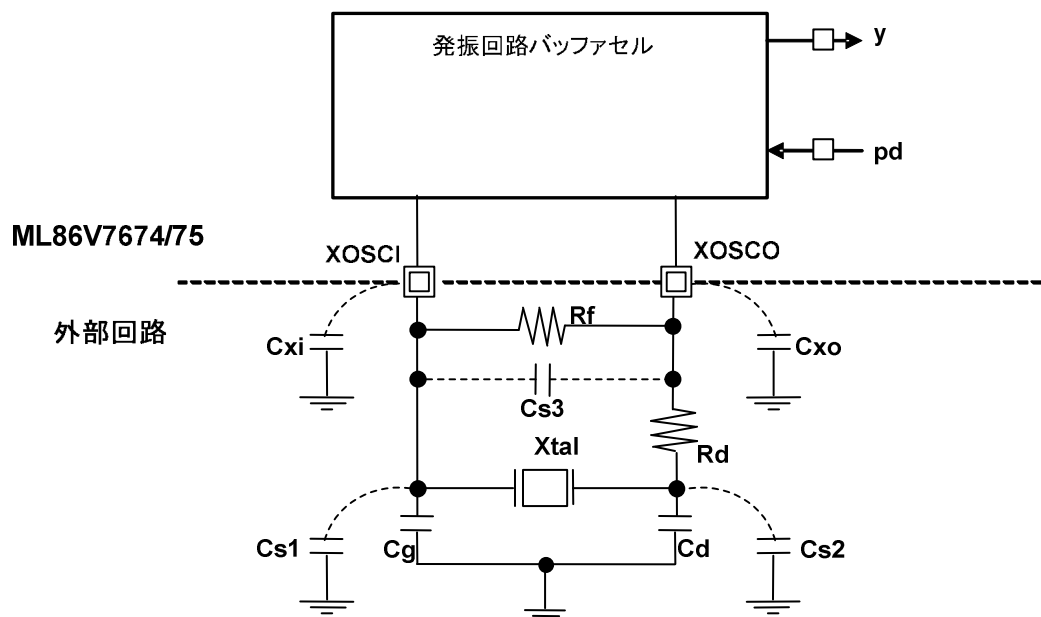 発振回路バッファセル
y
pd
ML86V7674/75
XOSCI
XOSCO
外部回路
Rf
Cxi
Cxo
Cs3
Xtal
Rd
Cs1
Cg
Cd
Cs2